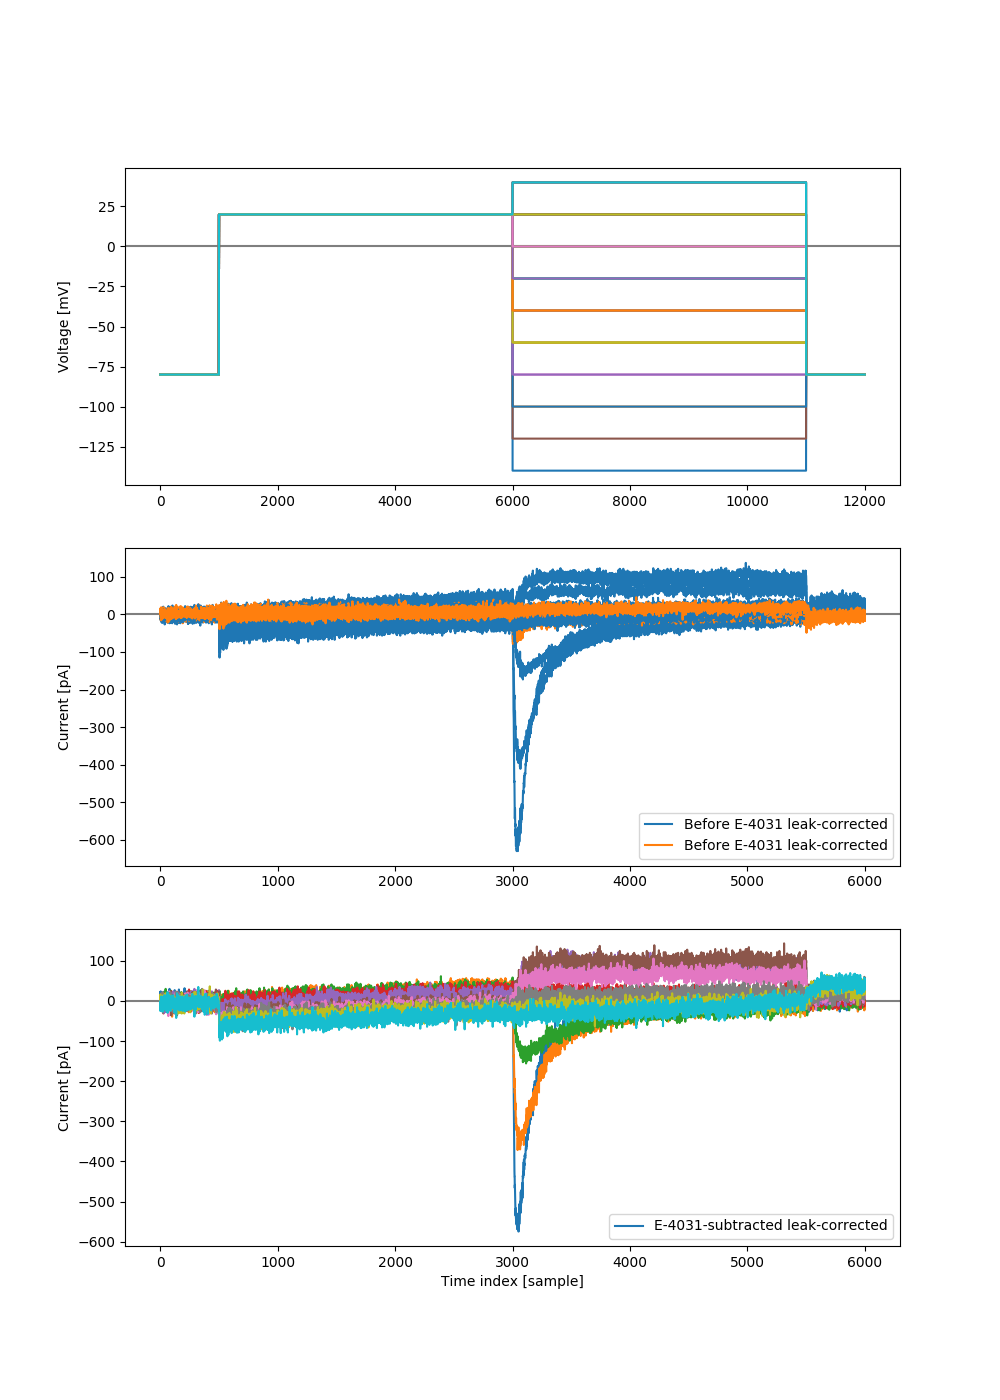 25
0
−25
−50
−75
−100
−125
Voltage [mV]
0 2000 4000 6000 8000 10000 12000
100
0
−100
−200
−300
−400
−500
−600
Current [pA]
Before E-4031 leak-corrected
Before E-4031 leak-corrected
0 1000 2000 3000 4000 5000 6000
100
0
−100
−200
−300
−400
−500
−600
Current [pA]
E-4031-subtracted leak-corrected
0 1000 2000 3000 4000 5000 6000
Time index [sample]